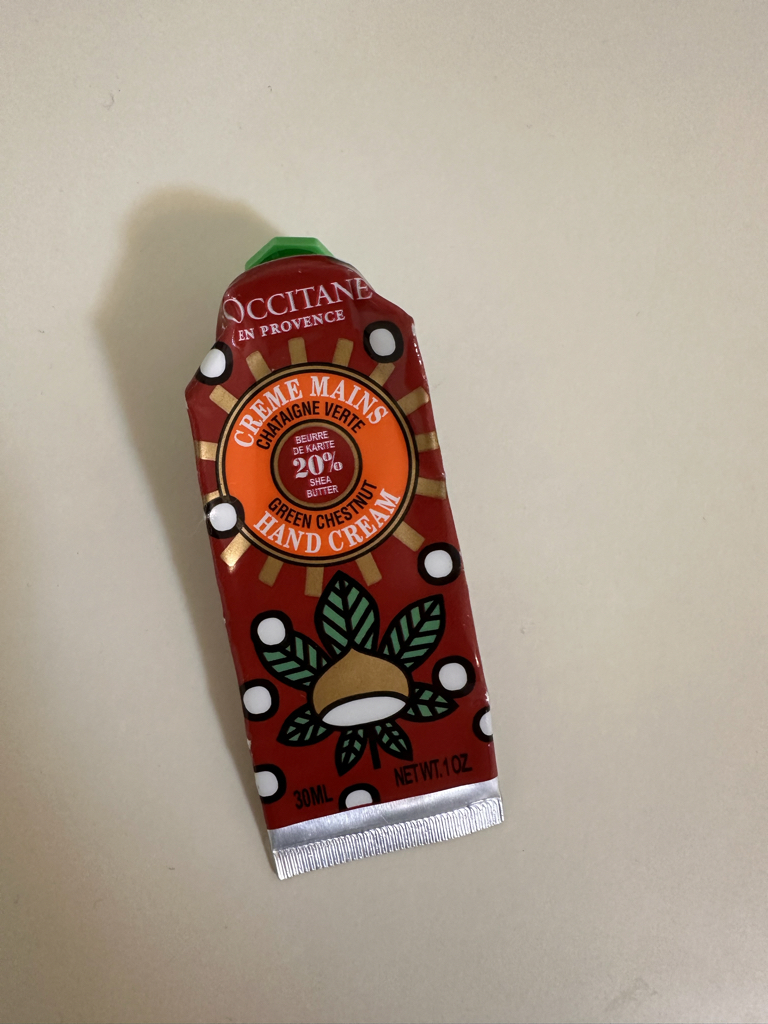 L'OCCITANE
EN PROVENCE
CREME MAINS
CHATAIGNE VERTE
BEURRE
DE KARITE
20%
SHEA
BUTTER
GREEN CHESTNUT
HAND CREAM
30ML
NET WT. 1 OZ.